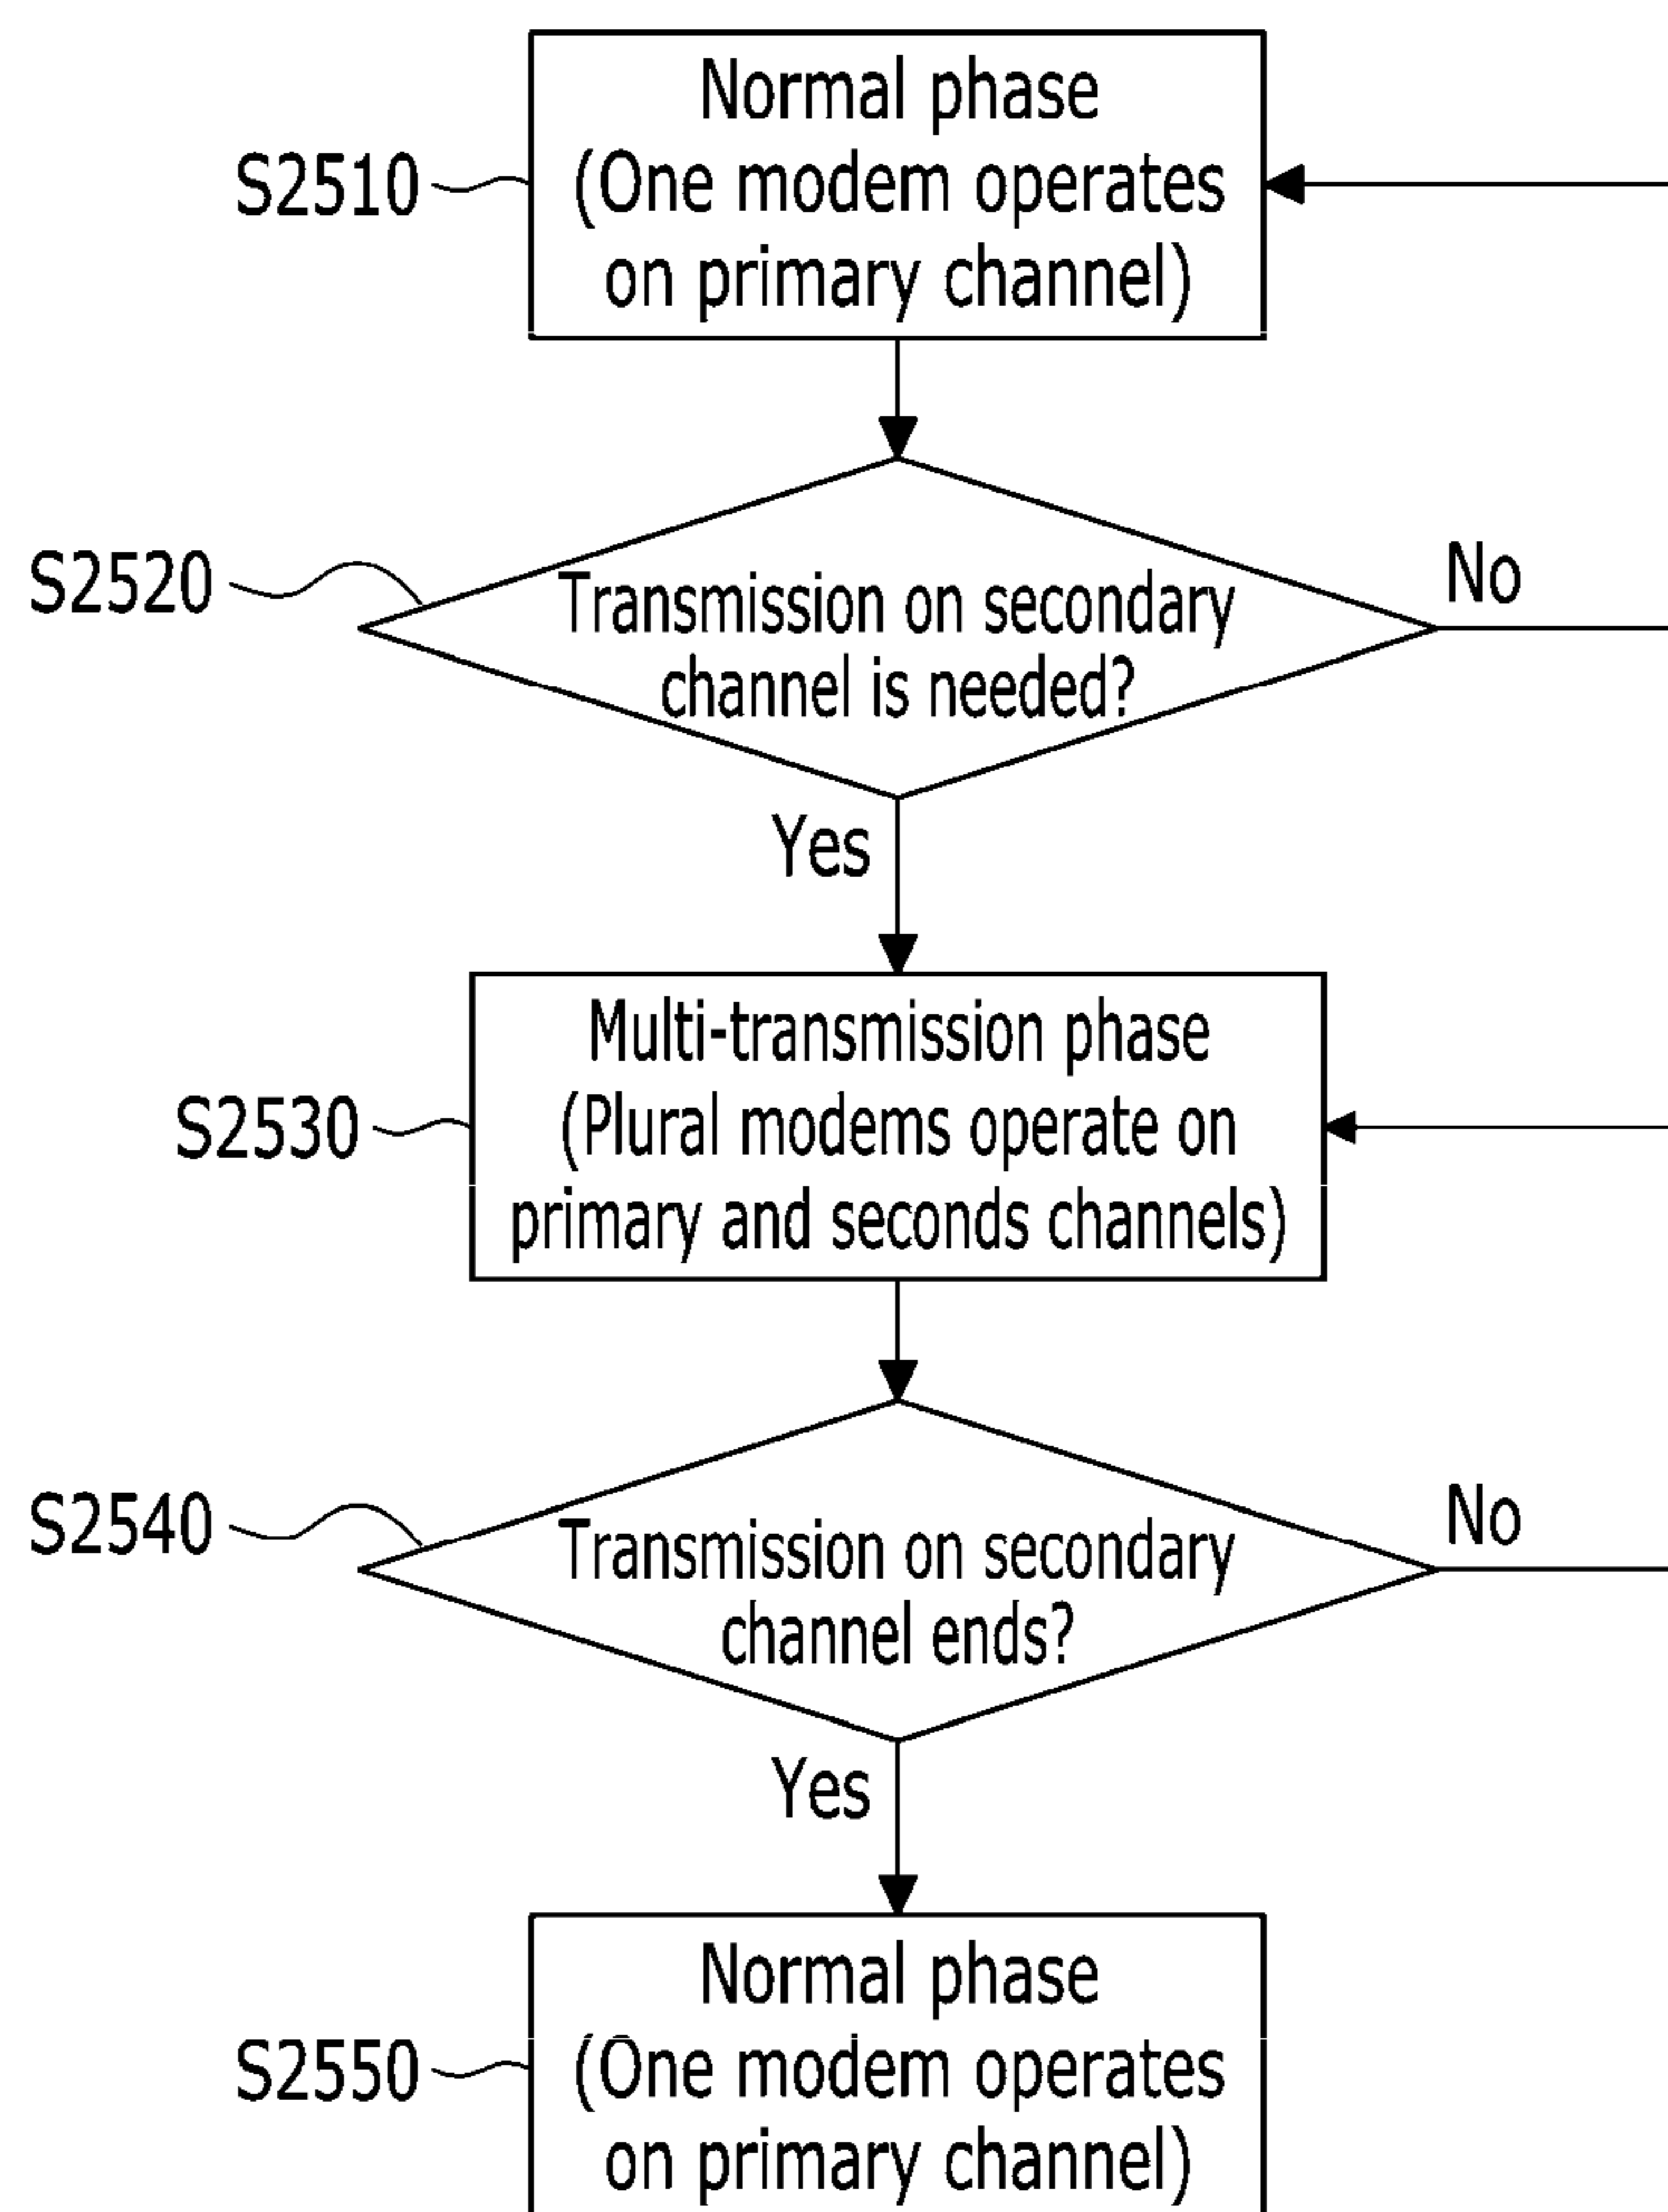 Normal phase
S2510
(One modem operates
on primary channel)
S2520
Transmission on secondary
channel is needed?
No
Yes
Multi-transmission phase
S2530
(Plural modems operate on
primary and seconds channels)
S2540
Transmission on secondary
channel ends?
No
Yes
Normal phase
S2550
(One modem operates
on primary channel)